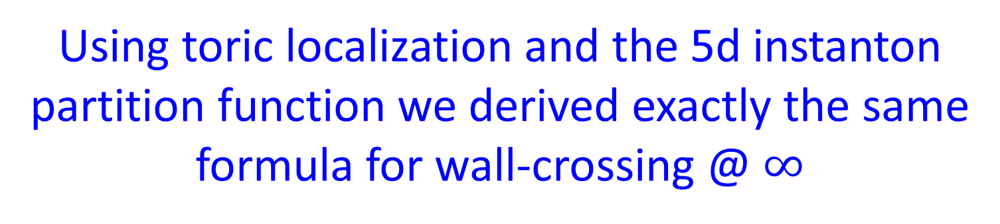 Using toric localization and the 5d instanton
partition function we derived exactly the same
formula for wall-crossing @ ∞